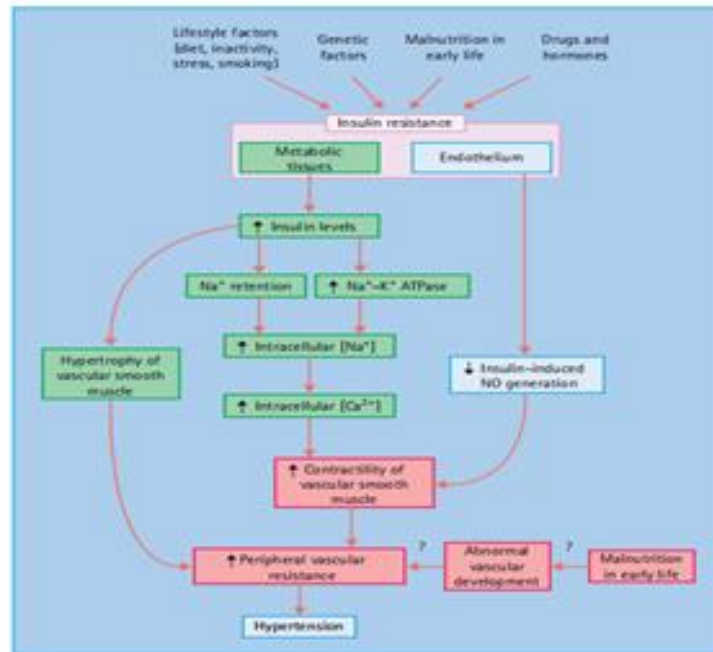 Lifestyle factors
(diet, inactivity,
stress, smoking)
Genetic
factors
Malnutrition in
early life
Drugs and
hormones
Insulin resistance
Metabolic
tissues
Endothelium
↑ Insulin levels
Na⁺ retention
↑ Na⁺–K⁺ ATPase
Hypertrophy of
vascular smooth
muscle
↑ Intracellular [Na⁺]
↓ Insulin-induced
NO generation
↑ Intracellular [Ca²⁺]
↑ Contractility of
vascular smooth
muscle
↑ Peripheral vascular
resistance
?
Abnormal
vascular
development
?
Malnutrition
in early life
Hypertension